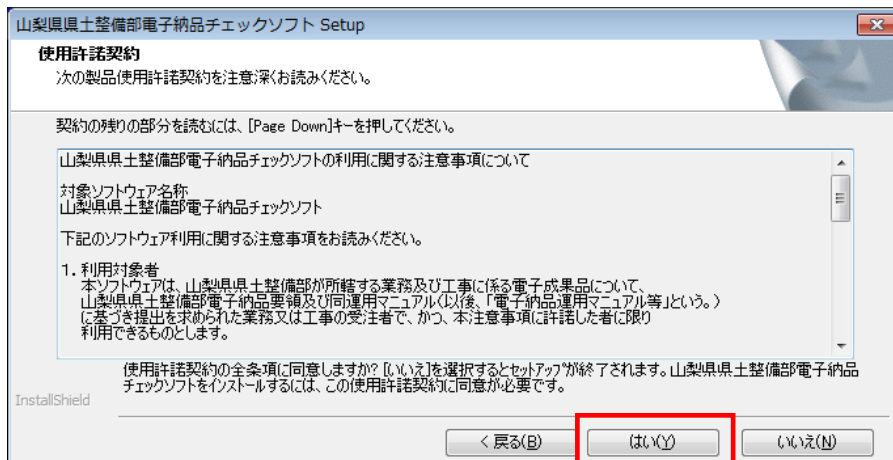 山梨県県土整備部電子納品チェックソフト Setup
使用許諾契約
次の製品使用許諾契約を注意深くお読みください。
契約の残りの部分を読むには、[Page Down]キーを押してください。
山梨県県土整備部電子納品チェックソフトの利用に関する注意事項について
対象ソフトウェア名称
山梨県県土整備部電子納品チェックソフト
下記のソフトウェア利用に関する注意事項をお読みください。
1. 利用対象者
本ソフトウェアは、山梨県県土整備部が所轄する業務及び工事に係る電子成果品について、
山梨県県土整備部電子納品要領及び同運用マニュアル(以後、「電子納品運用マニュアル等」という。)
に基づき提出を求められた業務又は工事の受注者で、かつ、本注意事項に許諾した者に限り
利用できるものとします。
使用許諾契約の全条項に同意しますか? [いいえ]を選択するとセットアップが終了されます。山梨県県土整備部電子納品
チェックソフトをインストールするには、この使用許諾契約に同意が必要です。
InstallShield
< 戻る(B)
はい(Y)
いいえ(N)